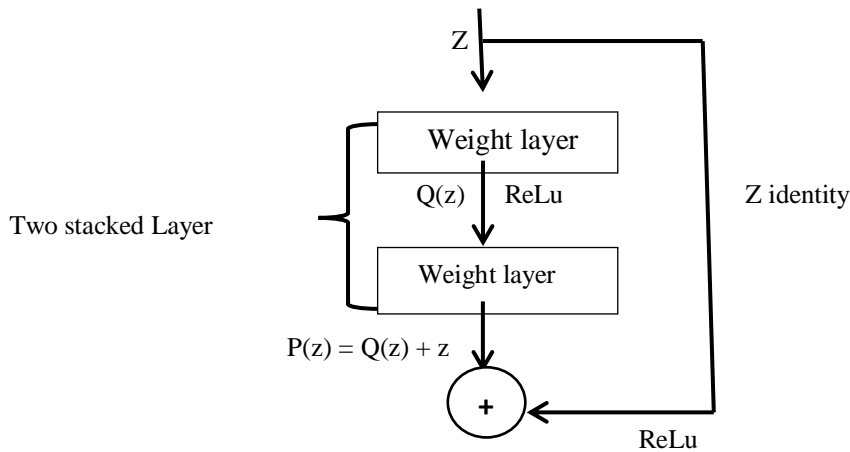 Z
Weight layer
Q(z) ReLu
Z identity
Two stacked Layer
Weight layer
P(z) = Q(z) + z
+
ReLu